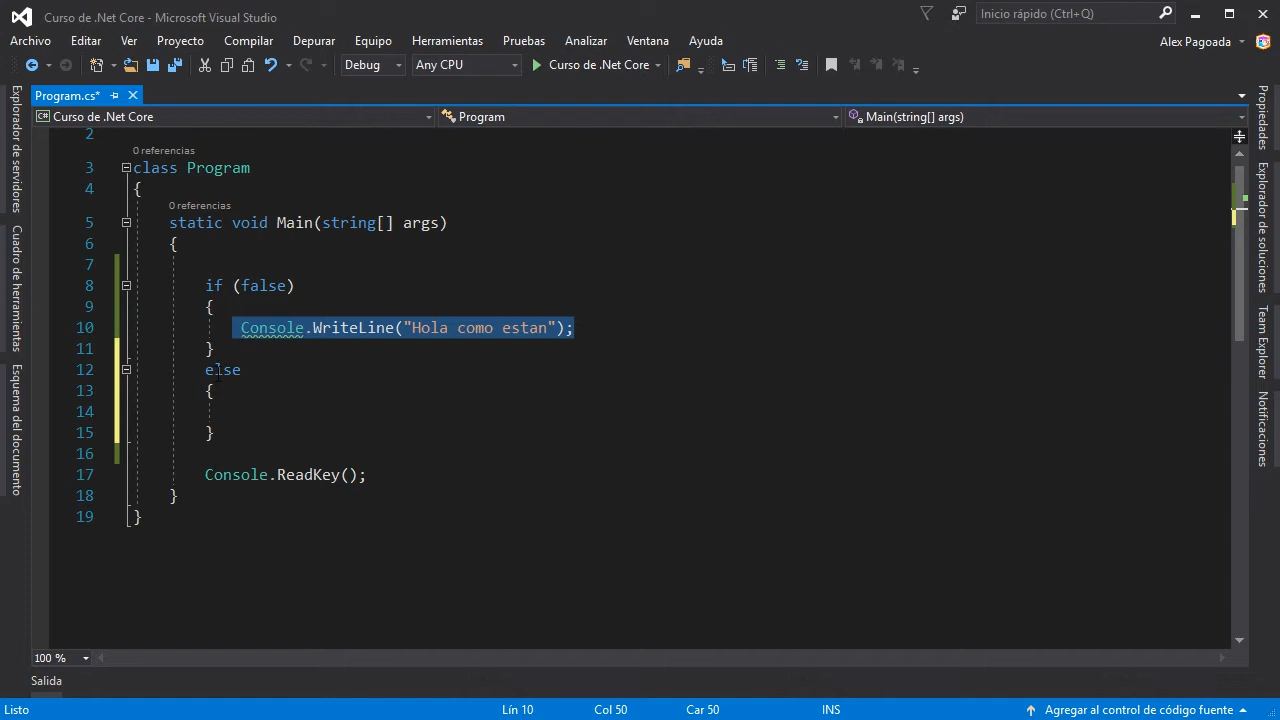 Curso de .Net Core - Microsoft Visual Studio
Inicio rápido (Ctrl+Q)
Archivo Editar Ver Proyecto Compilar Depurar Equipo Herramientas Pruebas Analizar Ventana Ayuda
Alex Pagoada
Debug Any CPU Curso de .Net Core
Program.cs*
C# Curso de .Net Core Program Main(string[] args)
2
0 referencias
3 class Program
4 {
0 referencias
5 static void Main(string[] args)
6 {
7
8 if (false)
9 {
10 Console.WriteLine("Hola como estan");
11 }
12 else
13 {
14
15 }
16
17 Console.ReadKey();
18 }
19 }
Explorador de servidores
Cuadro de herramientas
Esquema del documento
Propiedades
Explorador de soluciones
Team Explorer
Notificaciones
100 %
Salida
Listo Lín 10 Col 50 Car 50 INS Agregar al control de código fuente